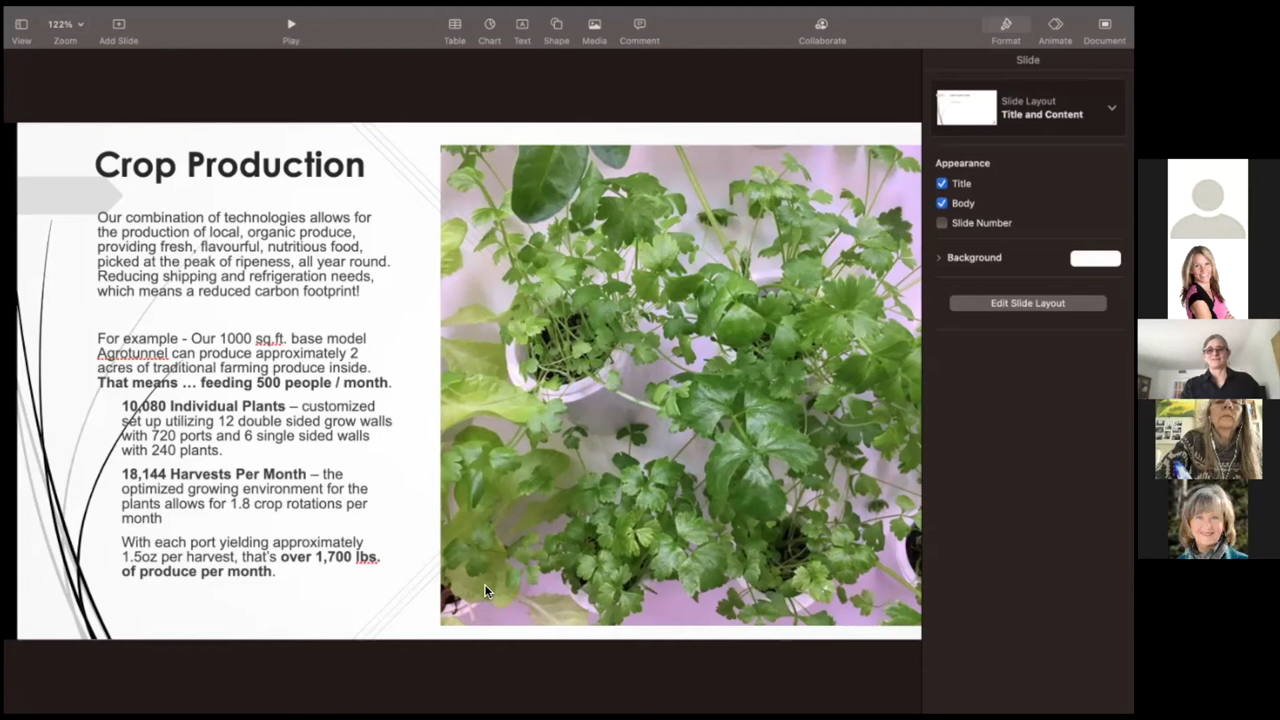 122%
View
Zoom
Add Slide
Play
Table
Chart
Text
Shape
Media
Comment
Collaborate
Format
Animate
Document
Crop Production
Our combination of technologies allows for
the production of local, organic produce,
providing fresh, flavourful, nutritious food,
picked at the peak of ripeness, all year round.
Reducing shipping and refrigeration needs,
which means a reduced carbon footprint!
For example - Our 1000 sq.ft. base model
Agrotunnel can produce approximately 2
acres of traditional farming produce inside.
That means ... feeding 500 people / month.
10,080 Individual Plants – customized
set up utilizing 12 double sided grow walls
with 720 ports and 6 single sided walls
with 240 plants.
18,144 Harvests Per Month – the
optimized growing environment for the
plants allows for 1.8 crop rotations per
month
With each port yielding approximately
1.5oz per harvest, that's over 1,700 lbs.
of produce per month.
Slide
Slide Layout
Title and Content
Appearance
Title
Body
Slide Number
Background
Edit Slide Layout